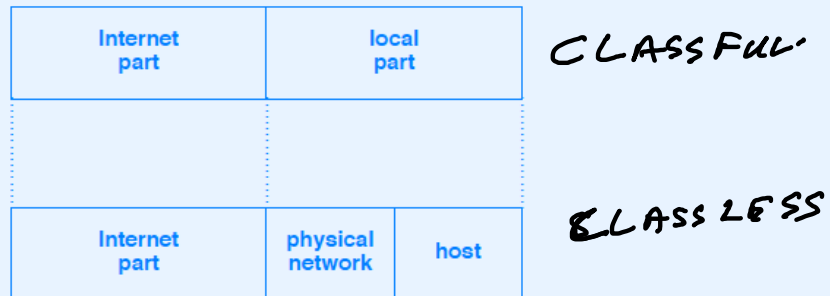 Internet
part
local
part
CLASSFUL
Internet
part
physical
network
host
CLASSLESS